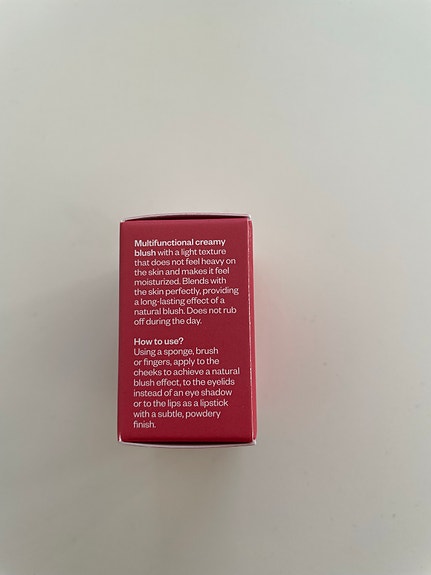 Multifunctional creamy
blush with a light texture
that does not feel heavy on
the skin and makes it feel
moisturized. Blends with
the skin perfectly, providing
a long-lasting effect of a
natural blush. Does not rub
off during the day.
How to use?
Using a sponge, brush
or fingers, apply to the
cheeks to achieve a natural
blush effect, to the eyelids
instead of an eye shadow
or to the lips as a lipstick
with a subtle, powdery
finish.